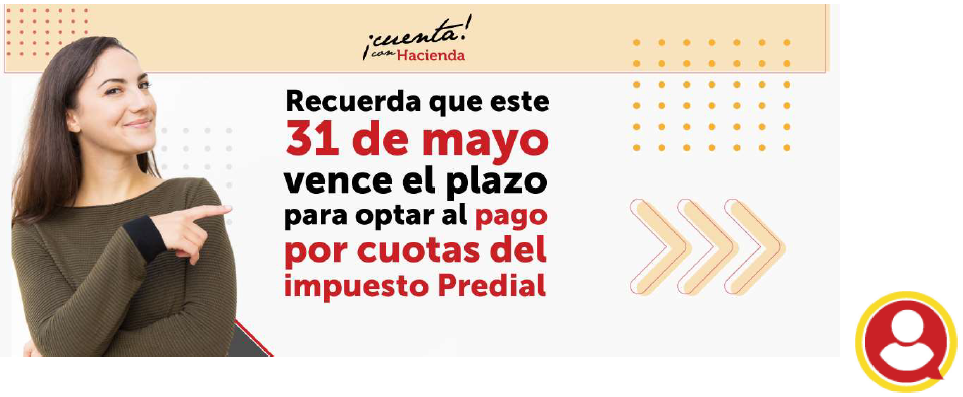 ¡cuenta!
con Hacienda
Recuerda que este
31 de mayo
vence el plazo
para optar al pago
por cuotas del
impuesto Predial